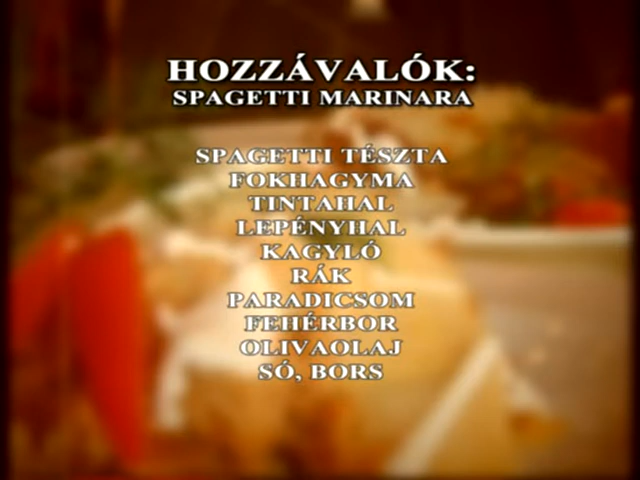 HOZZÁVALÓK:
SPAGETTI MARINARA
SPAGETTI TÉSZTA
FOKHAGYMA
TINTAHAL
LEPÉNYHAL
KAGYLÓ
RÁK
PARADICSOM
FEHÉRBOR
OLIVAOLAJ
SÓ, BORS